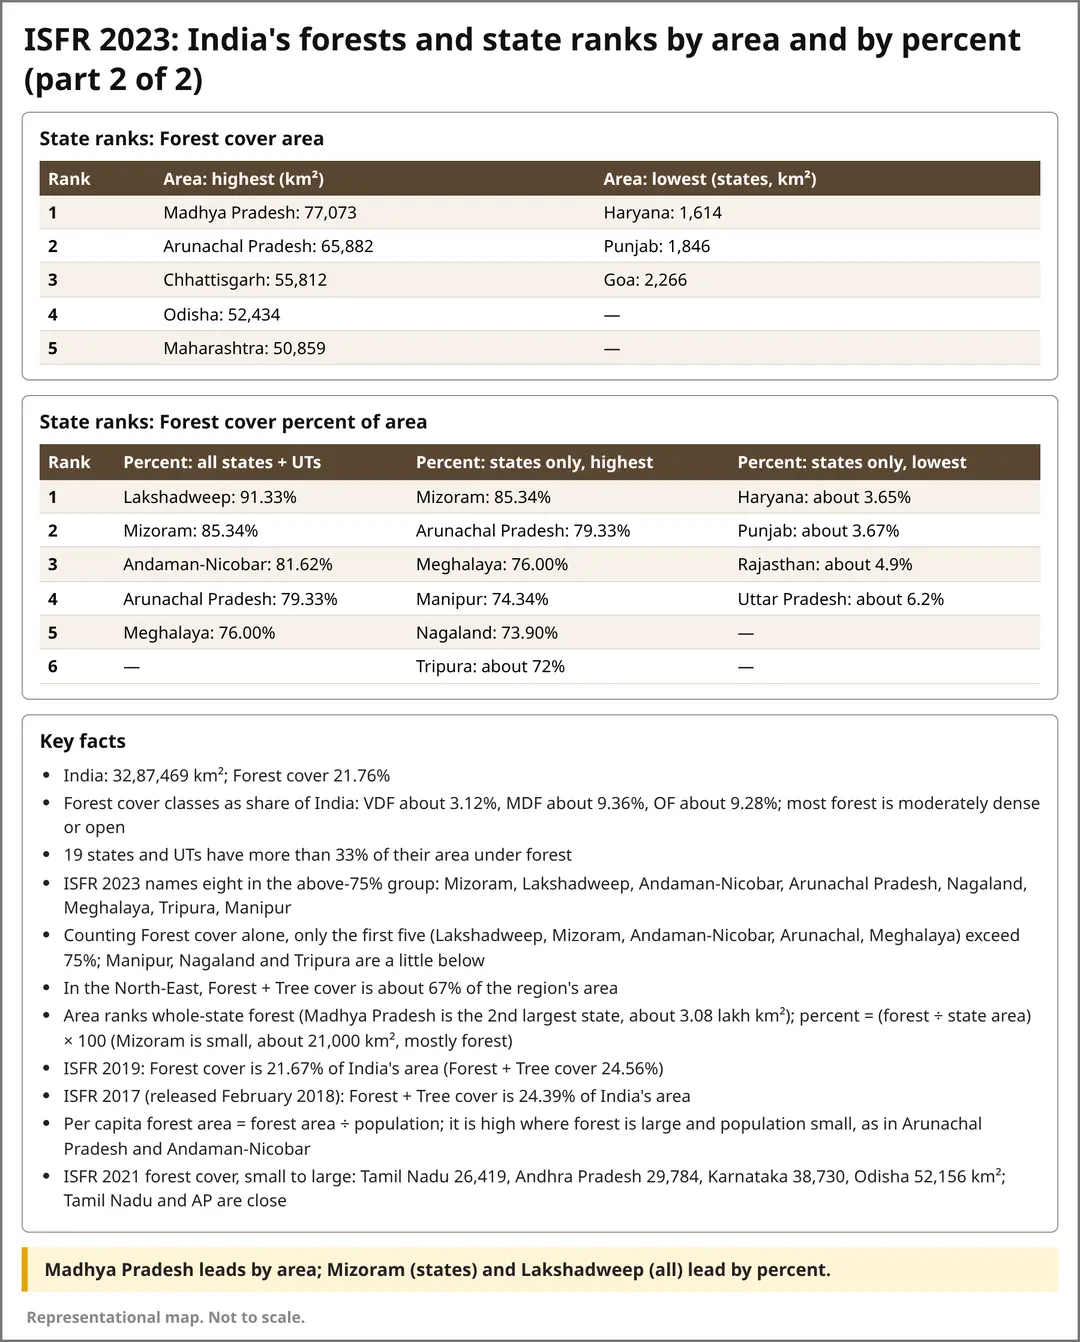 ISFR 2023: India's forests and state ranks by area and by percent
(part 2 of 2)
State ranks: Forest cover area
Rank Area: highest (km²) Area: lowest (states, km²)
1 Madhya Pradesh: 77,073 Haryana: 1,614
2 Arunachal Pradesh: 65,882 Punjab: 1,846
3 Chhattisgarh: 55,812 Goa: 2,266
4 Odisha: 52,434 —
5 Maharashtra: 50,859 —
State ranks: Forest cover percent of area
Rank Percent: all states + UTs Percent: states only, highest Percent: states only, lowest
1 Lakshadweep: 91.33% Mizoram: 85.34% Haryana: about 3.65%
2 Mizoram: 85.34% Arunachal Pradesh: 79.33% Punjab: about 3.67%
3 Andaman-Nicobar: 81.62% Meghalaya: 76.00% Rajasthan: about 4.9%
4 Arunachal Pradesh: 79.33% Manipur: 74.34% Uttar Pradesh: about 6.2%
5 Meghalaya: 76.00% Nagaland: 73.90% —
6 — Tripura: about 72% —
Key facts
• India: 32,87,469 km²; Forest cover 21.76%
• Forest cover classes as share of India: VDF about 3.12%, MDF about 9.36%, OF about 9.28%; most forest is moderately dense
or open
• 19 states and UTs have more than 33% of their area under forest
• ISFR 2023 names eight in the above-75% group: Mizoram, Lakshadweep, Andaman-Nicobar, Arunachal Pradesh, Nagaland,
Meghalaya, Tripura, Manipur
• Counting Forest cover alone, only the first five (Lakshadweep, Mizoram, Andaman-Nicobar, Arunachal, Meghalaya) exceed
75%; Manipur, Nagaland and Tripura are a little below
• In the North-East, Forest + Tree cover is about 67% of the region's area
• Area ranks whole-state forest (Madhya Pradesh is the 2nd largest state, about 3.08 lakh km²); percent = (forest ÷ state area)
× 100 (Mizoram is small, about 21,000 km², mostly forest)
• ISFR 2019: Forest cover is 21.67% of India's area (Forest + Tree cover 24.56%)
• ISFR 2017 (released February 2018): Forest + Tree cover is 24.39% of India's area
• Per capita forest area = forest area ÷ population; it is high where forest is large and population small, as in Arunachal
Pradesh and Andaman-Nicobar
• ISFR 2021 forest cover, small to large: Tamil Nadu 26,419, Andhra Pradesh 29,784, Karnataka 38,730, Odisha 52,156 km²;
Tamil Nadu and AP are close
Madhya Pradesh leads by area; Mizoram (states) and Lakshadweep (all) lead by percent.
Representational map. Not to scale.